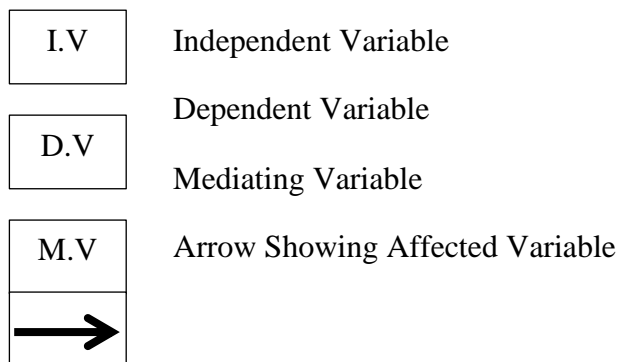 I.V Independent Variable
Dependent Variable
D.V
Mediating Variable
M.V Arrow Showing Affected Variable